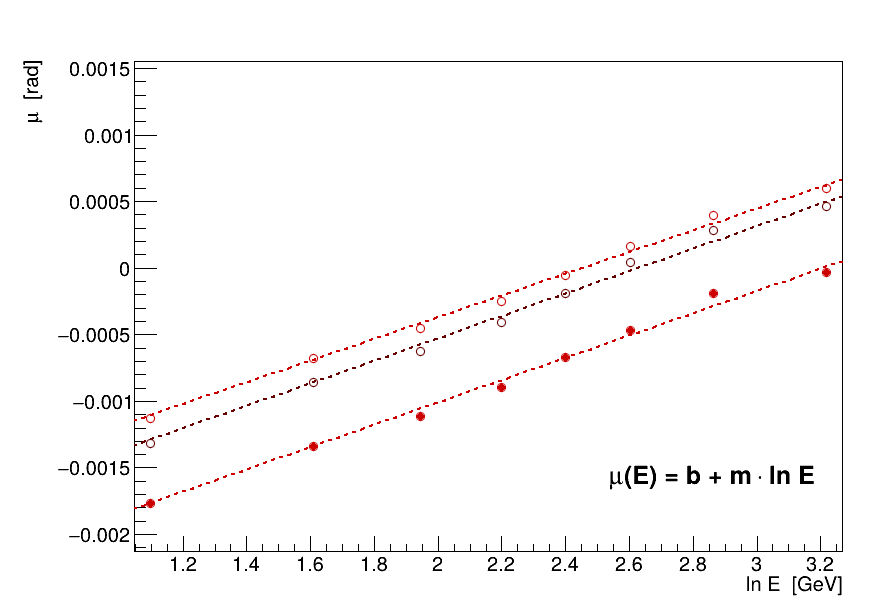 μ [rad]
0.0015
0.001
0.0005
0
−0.0005
−0.001
−0.0015
−0.002
μ(E) = b + m · ln E
1.2 1.4 1.6 1.8 2 2.2 2.4 2.6 2.8 3 3.2
ln E [GeV]